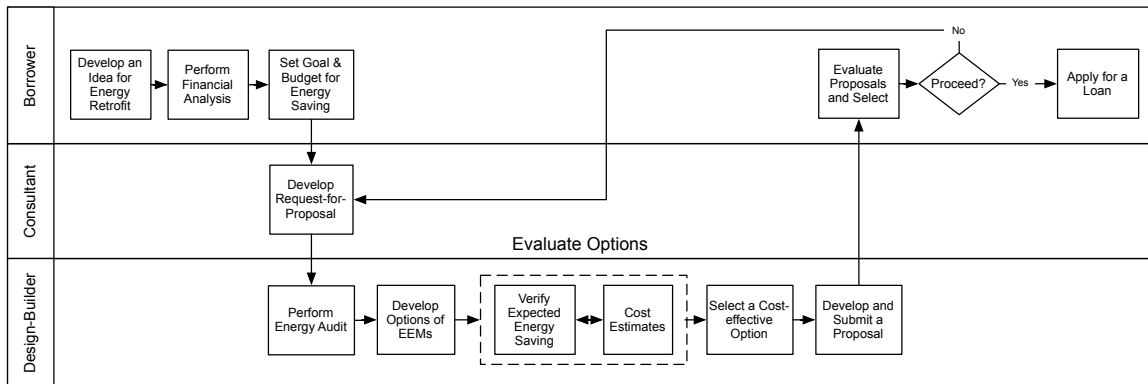 Borrower
Develop an
Idea for
Energy
Retrofit
Perform
Financial
Analysis
Set Goal &
Budget for
Energy
Saving
Evaluate
Proposals
and Select
No
Proceed?
Yes
Apply for a
Loan
Consultant
Develop
Request-for-
Proposal
Evaluate Options
Design-Builder
Perform
Energy Audit
Develop
Options of
EEMs
Verify
Expected
Energy
Saving
Cost
Estimates
Select a Cost-
effective
Option
Develop and
Submit a
Proposal